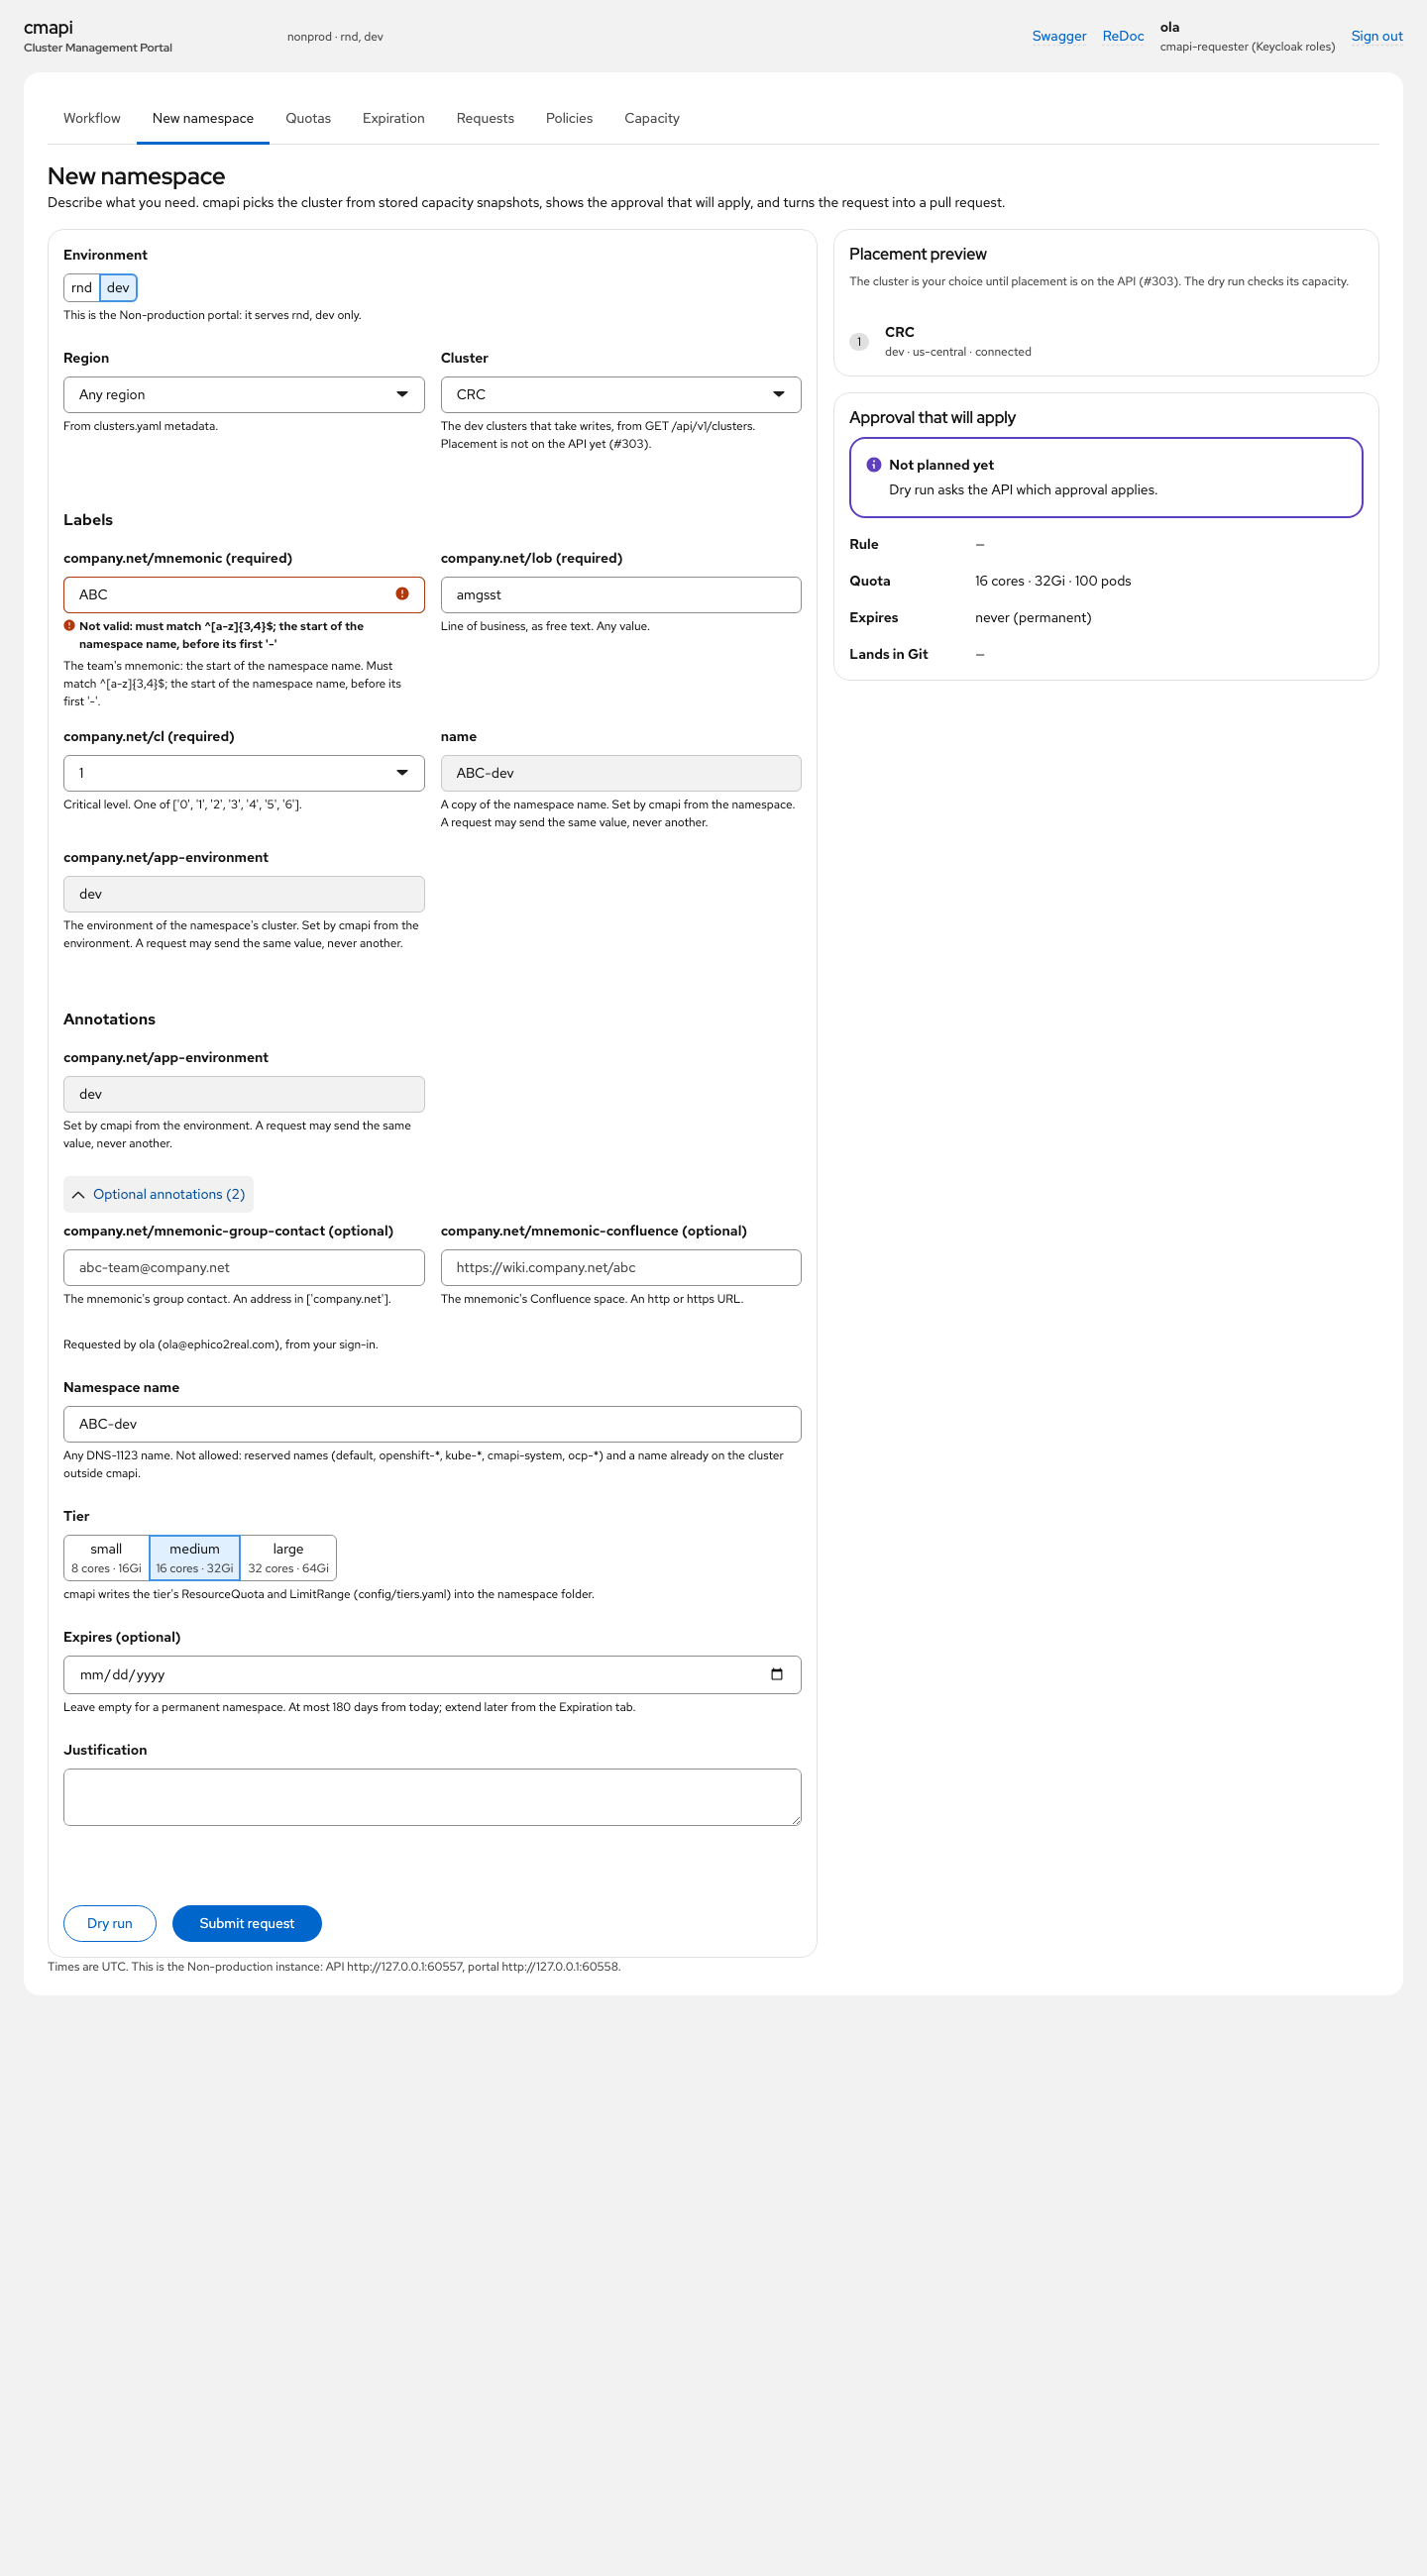 cmapi
Cluster Management Portal
nonprod · rnd, dev
Swagger
ReDoc
ola
cmapi-requester (Keycloak roles)
Sign out
Workflow
New namespace
Quotas
Expiration
Requests
Policies
Capacity
New namespace
Describe what you need. cmapi picks the cluster from stored capacity snapshots, shows the approval that will apply, and turns the request into a pull request.
Environment
rnd
dev
This is the Non-production portal: it serves rnd, dev only.
Region
Any region
From clusters.yaml metadata.
Cluster
CRC
The dev clusters that take writes, from GET /api/v1/clusters.
Placement is not on the API yet (#303).
Labels
company.net/mnemonic (required)
ABC
Not valid: must match ^[a-z]{3,4}$; the start of the
namespace name, before its first '-'
The team's mnemonic: the start of the namespace name. Must
match ^[a-z]{3,4}$; the start of the namespace name, before its
first '-'.
company.net/lob (required)
amgsst
Line of business, as free text. Any value.
company.net/cl (required)
1
Critical level. One of ['0', '1', '2', '3', '4', '5', '6'].
name
ABC-dev
A copy of the namespace name. Set by cmapi from the namespace.
A request may send the same value, never another.
company.net/app-environment
dev
The environment of the namespace's cluster. Set by cmapi from the
environment. A request may send the same value, never another.
Annotations
company.net/app-environment
dev
Set by cmapi from the environment. A request may send the same
value, never another.
Optional annotations (2)
company.net/mnemonic-group-contact (optional)
abc-team@company.net
The mnemonic's group contact. An address in ['company.net'].
company.net/mnemonic-confluence (optional)
https://wiki.company.net/abc
The mnemonic's Confluence space. An http or https URL.
Requested by ola (ola@ephico2real.com), from your sign-in.
Namespace name
ABC-dev
Any DNS-1123 name. Not allowed: reserved names (default, openshift-*, kube-*, cmapi-system, ocp-*) and a name already on the cluster
outside cmapi.
Tier
small
8 cores · 16Gi
medium
16 cores · 32Gi
large
32 cores · 64Gi
cmapi writes the tier's ResourceQuota and LimitRange (config/tiers.yaml) into the namespace folder.
Expires (optional)
mm/dd/yyyy
Leave empty for a permanent namespace. At most 180 days from today; extend later from the Expiration tab.
Justification
Dry run
Submit request
Placement preview
The cluster is your choice until placement is on the API (#303). The dry run checks its capacity.
1
CRC
dev · us-central · connected
Approval that will apply
Not planned yet
Dry run asks the API which approval applies.
Rule –
Quota 16 cores · 32Gi · 100 pods
Expires never (permanent)
Lands in Git –
Times are UTC. This is the Non-production instance: API http://127.0.0.1:60557, portal http://127.0.0.1:60558.